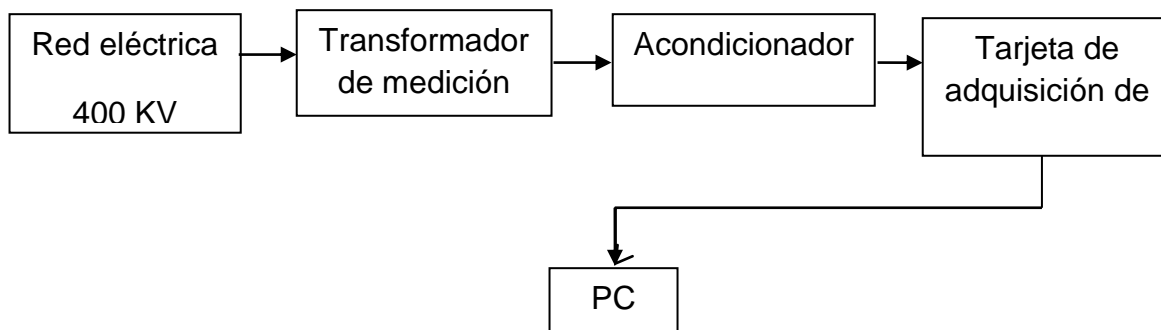 Red eléctrica
400 KV
Transformador
de medición
Acondicionador
Tarjeta de
adquisición de
PC